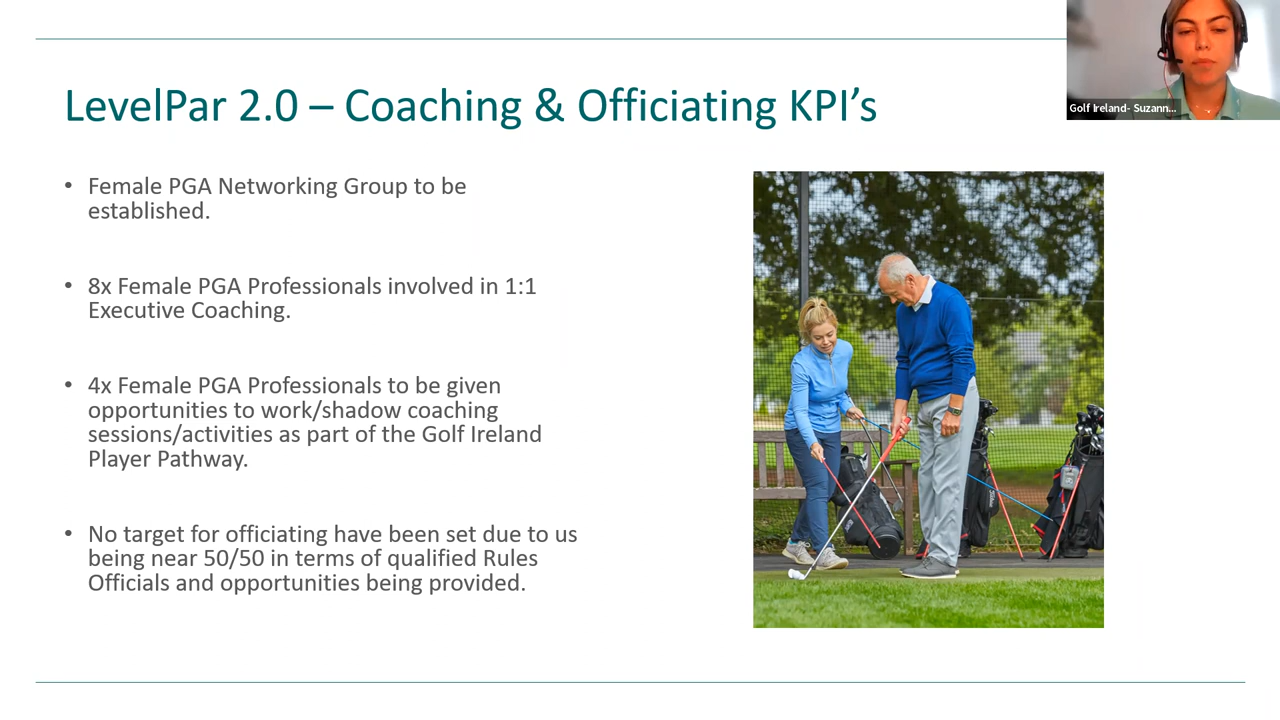 Golf Ireland- Suzann...
LevelPar 2.0 – Coaching & Officiating KPI's
• Female PGA Networking Group to be
established.
• 8x Female PGA Professionals involved in 1:1
Executive Coaching.
• 4x Female PGA Professionals to be given
opportunities to work/shadow coaching
sessions/activities as part of the Golf Ireland
Player Pathway.
• No target for officiating have been set due to us
being near 50/50 in terms of qualified Rules
Officials and opportunities being provided.